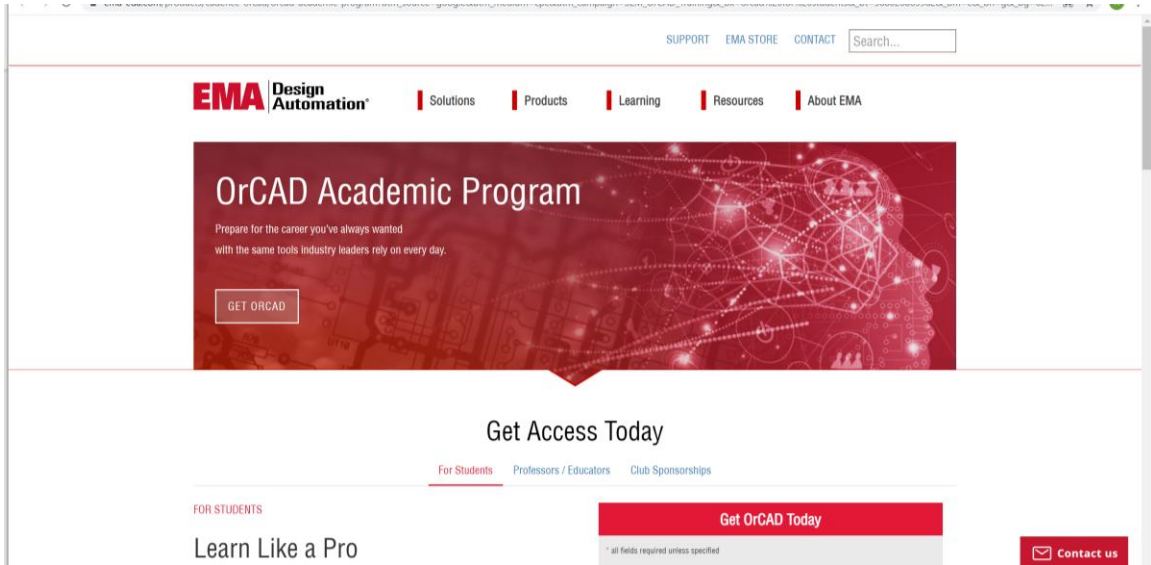 SUPPORT EMA STORE CONTACT Search...
EMA Design Automation®
Solutions Products Learning Resources About EMA
OrCAD Academic Program
Prepare for the career you've always wanted
with the same tools industry leaders rely on every day.
GET ORCAD
Get Access Today
For Students Professors / Educators Club Sponsorships
FOR STUDENTS
Get OrCAD Today
Learn Like a Pro
* all fields required unless specified
Contact us